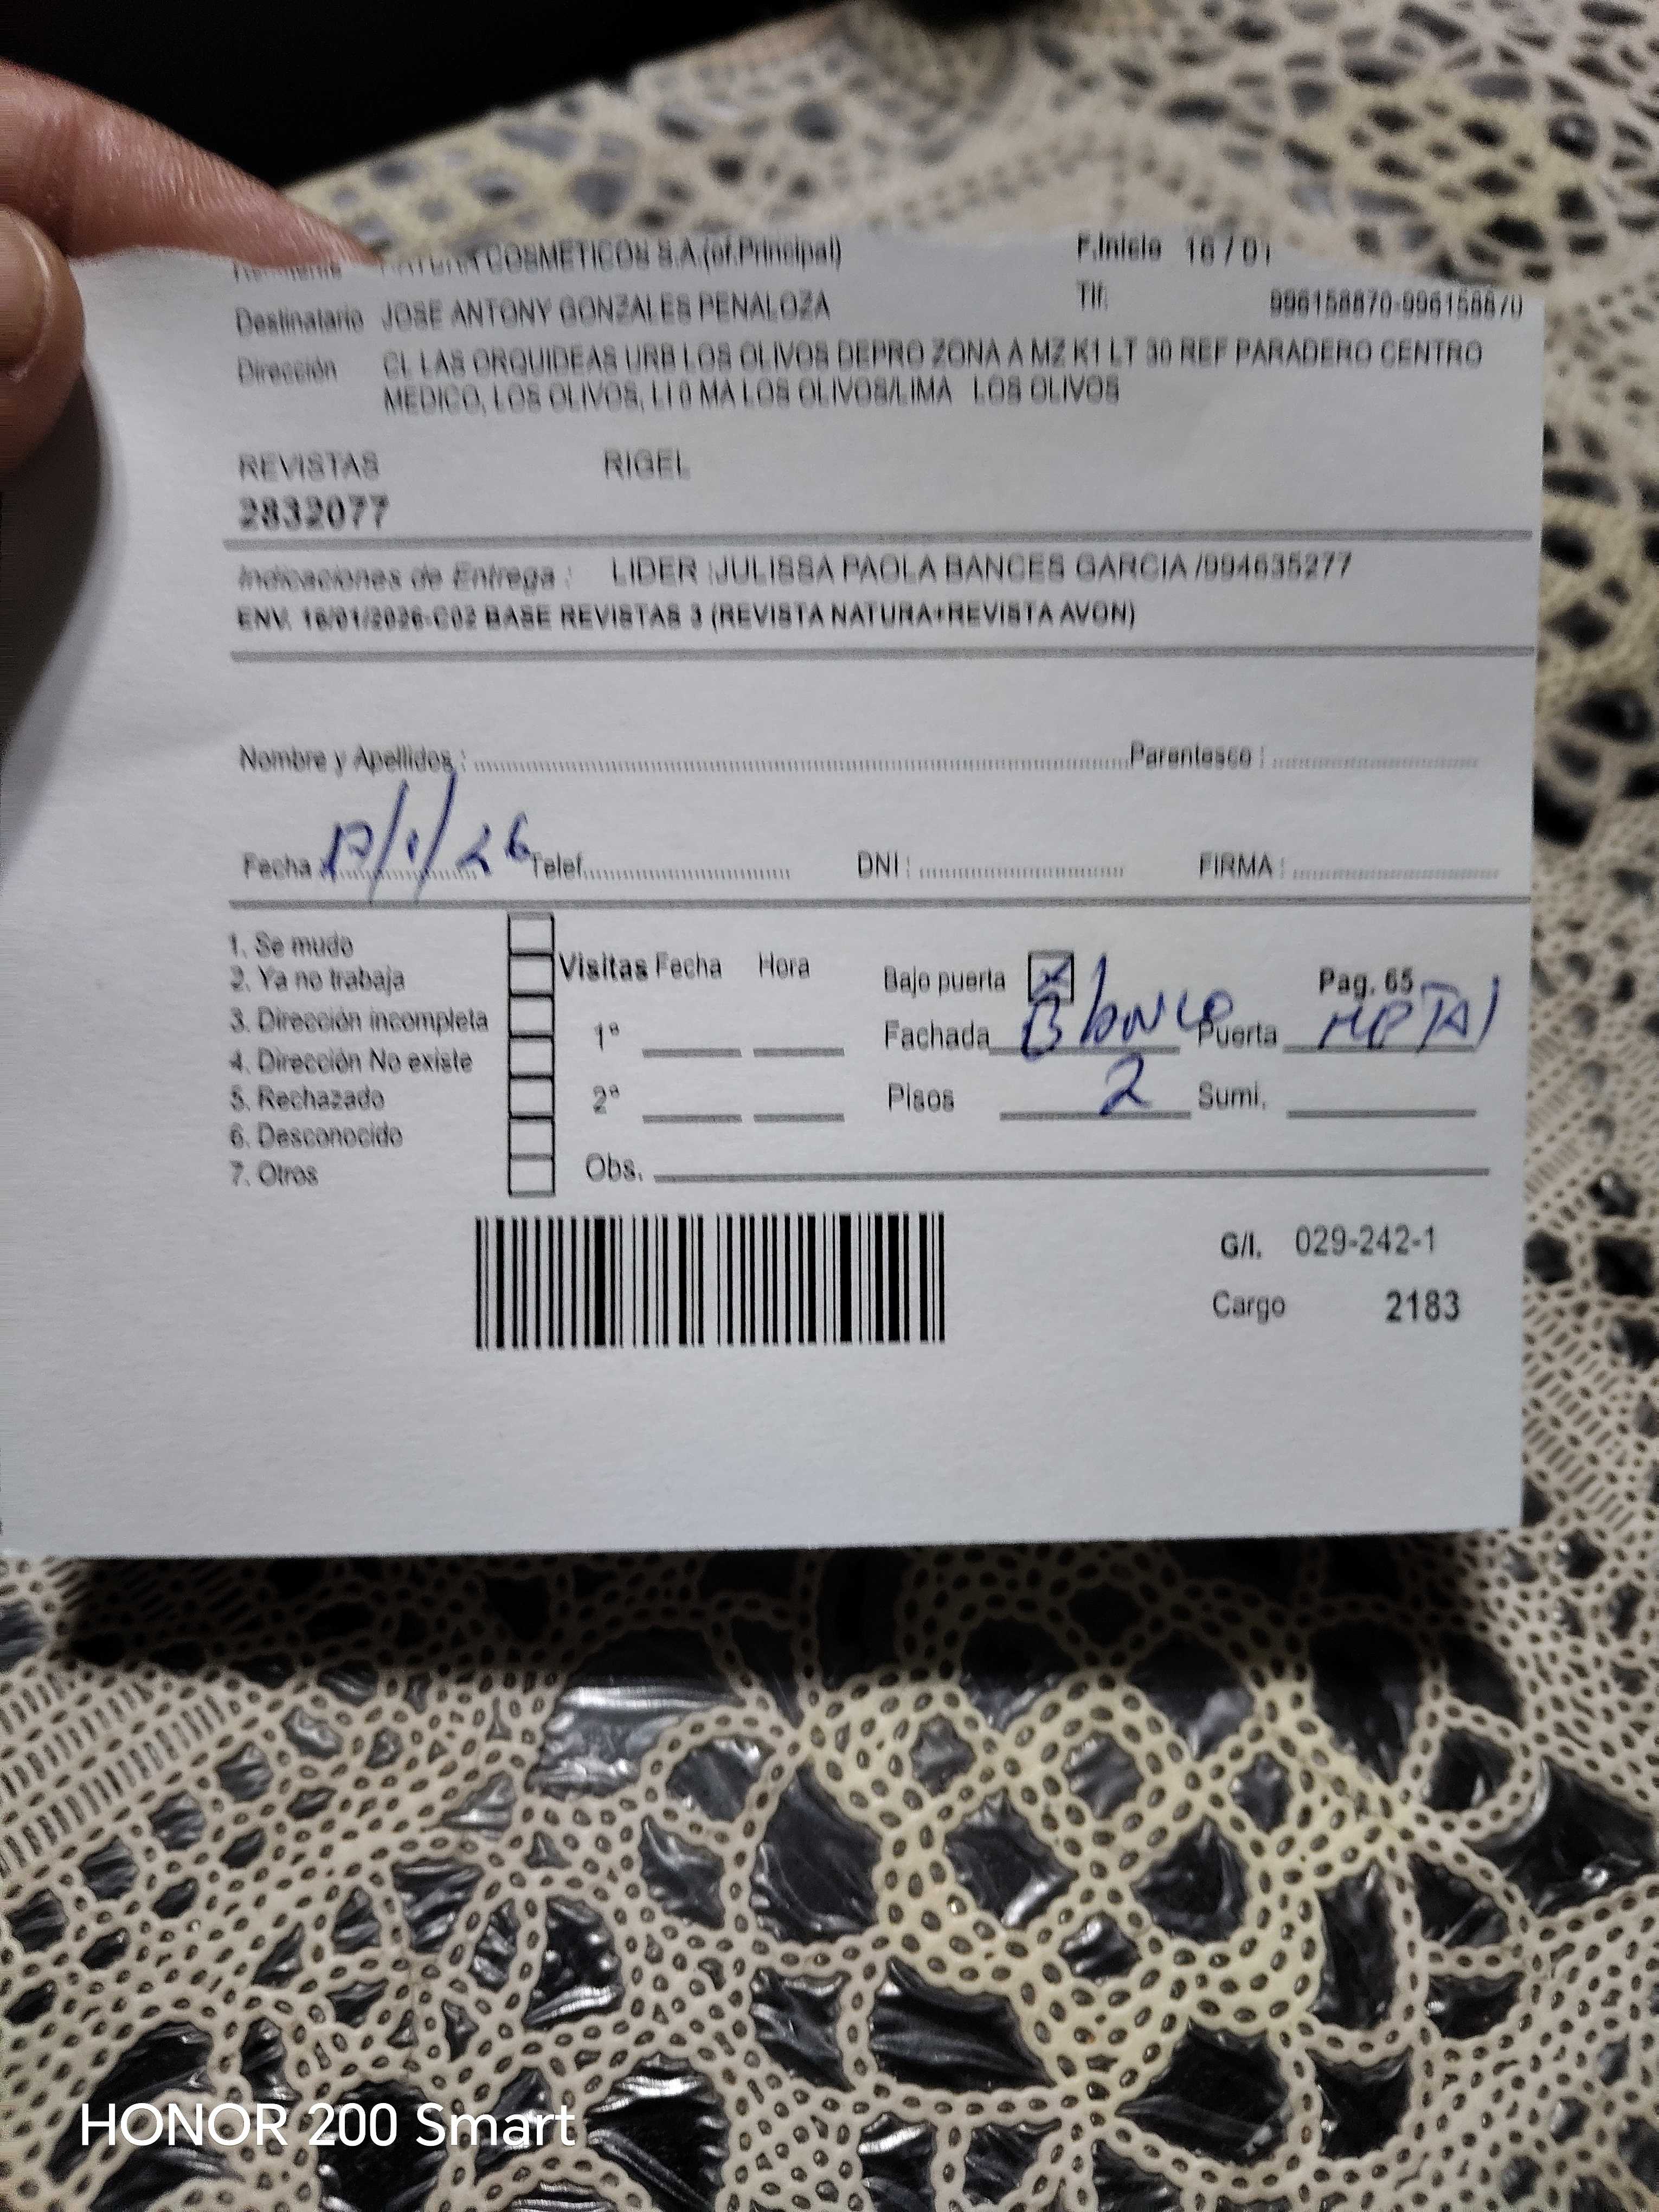 COSMETICOS S.A.(of.Principal) F.Inicio 16 / 01
Destinatario JOSE ANTONY GONZALES PENALOZA Tlf. 996158870-996158870
Dirección CL LAS ORQUIDEAS URB LOS OLIVOS DEPRO ZONA A MZ K1 LT 30 REF PARADERO CENTRO
MEDICO, LOS OLIVOS, LI 0 MA LOS OLIVOS/LIMA LOS OLIVOS
REVISTAS RIGEL
2832077
Indicaciones de Entrega : LIDER :JULISSA PAOLA BANCES GARCIA /994635277
ENV. 16/01/2026-C02 BASE REVISTAS 3 (REVISTA NATURA+REVISTA AVON)
Nombre y Apellidos : Parentesco :
Fecha : /1/26 Telef. DNI : FIRMA :
1. Se mudo
2. Ya no trabaja
3. Dirección incompleta
4. Dirección No existe
5. Rechazado
6. Desconocido
7. Otros
Visitas Fecha Hora
1ª
2ª
Obs.
Bajo puerta X Pag. 65
Fachada Blanco Puerta METAl
Pisos 2 Sumi.
G/I. 029-242-1
Cargo 2183
HONOR 200 Smart